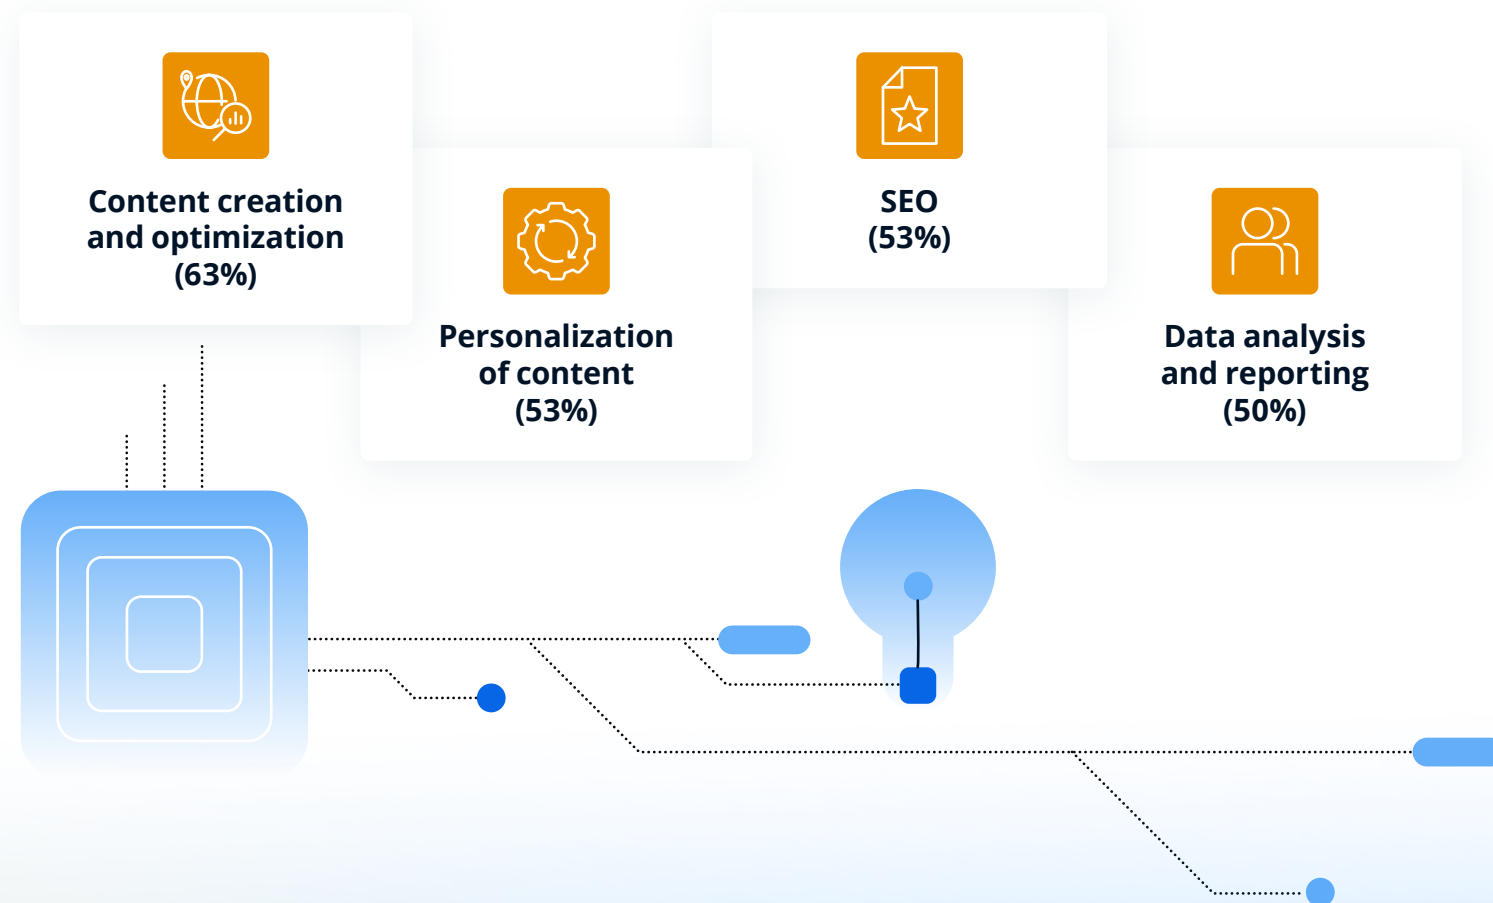 Content creation
and optimization
(63%)
Personalization
of content
(53%)
SEO
(53%)
Data analysis
and reporting
(50%)